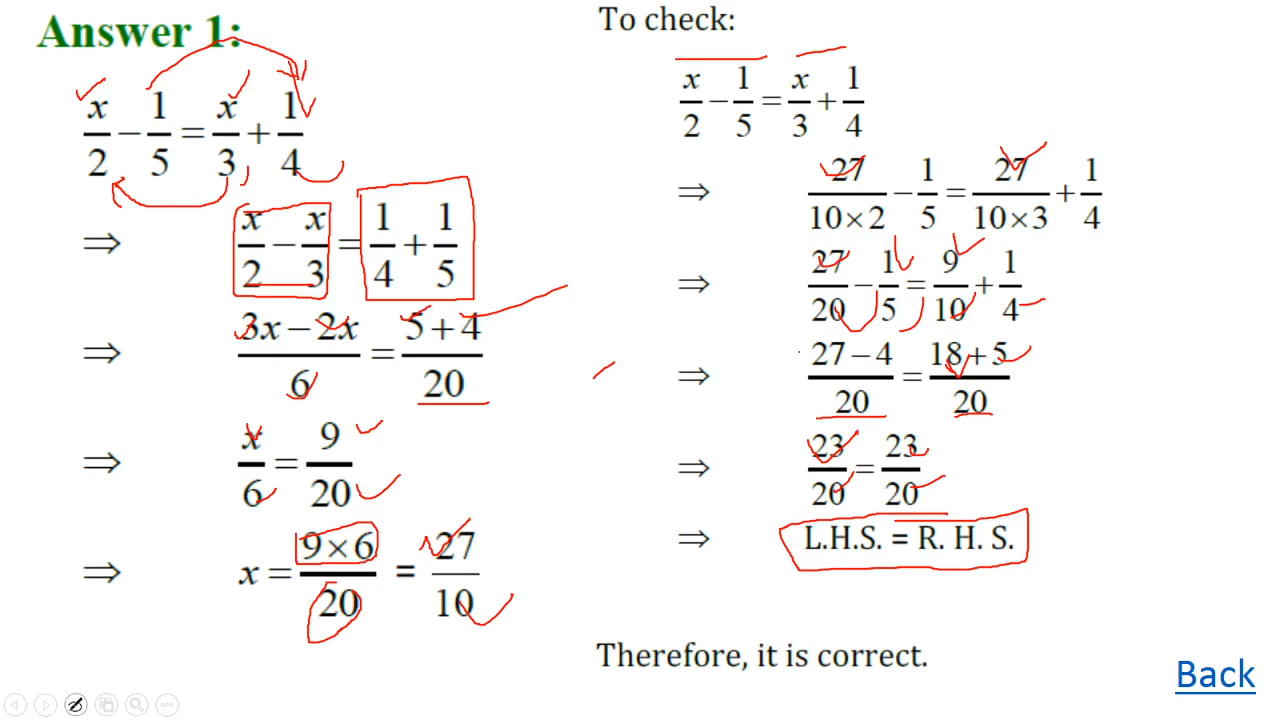 Answer 1:
x/2 − 1/5 = x/3 + 1/4
⇒ x/2 − x/3 = 1/4 + 1/5
⇒ (3x − 2x)/6 = (5 + 4)/20
⇒ x/6 = 9/20
⇒ x = (9×6)/20 = 27/10
To check:
x/2 − 1/5 = x/3 + 1/4
⇒ 27/(10×2) − 1/5 = 27/(10×3) + 1/4
⇒ 27/20 − 1/5 = 9/10 + 1/4
⇒ (27 − 4)/20 = (18 + 5)/20
⇒ 23/20 = 23/20
⇒ L.H.S. = R. H. S.
Therefore, it is correct.
Back